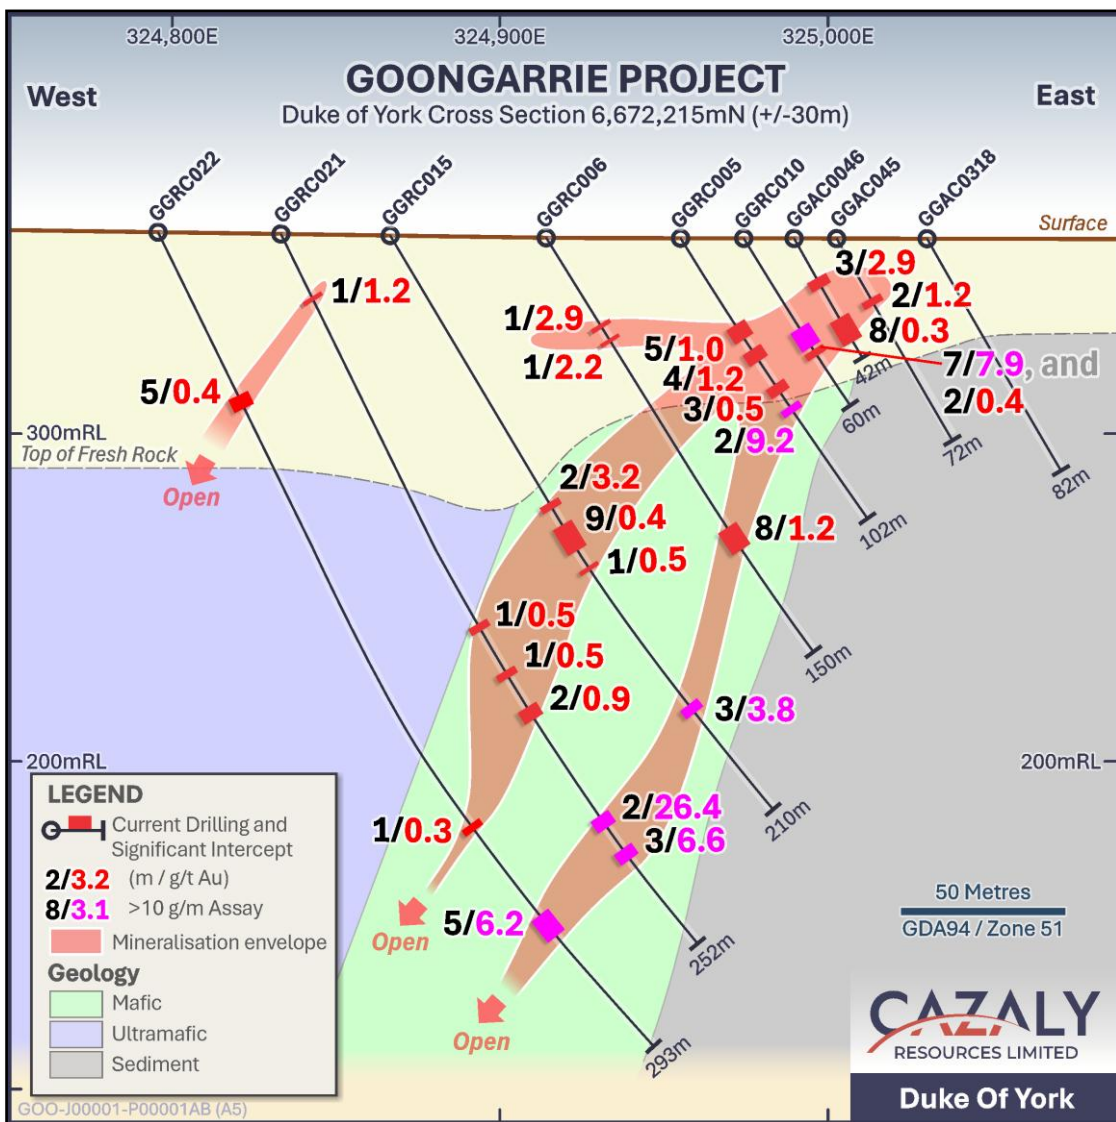 324,800E
324,900E
325,000E
GOONGARRIE PROJECT
Duke of York Cross Section 6,672,215mN (+/-30m)
West
East
GGRC022
GGRC021
GGRC015
GGRC006
GGRC005
GGRC010
GGAC0046
GGAC045
GGAC0318
Surface
3/2.9
1/1.2
2/1.2
1/2.9
8/0.3
5/1.0
1/2.2
7/7.9, and
2/0.4
4/1.2
42m
5/0.4
3/0.5
60m
300mRL
2/9.2
72m
Top of Fresh Rock
82m
Open
2/3.2
9/0.4
8/1.2
102m
1/0.5
1/0.5
1/0.5
150m
2/0.9
3/3.8
200mRL
200mRL
2/26.4
210m
1/0.3
3/6.6
5/6.2
Open
252m
Open
293m
LEGEND
Current Drilling and
Significant Intercept
2/3.2 (m / g/t Au)
8/3.1 >10 g/m Assay
Mineralisation envelope
Geology
Mafic
Ultramafic
Sediment
GOO-J00001-P00001AB (A5)
50 Metres
GDA94 / Zone 51
CAZALY
RESOURCES LIMITED
Duke Of York